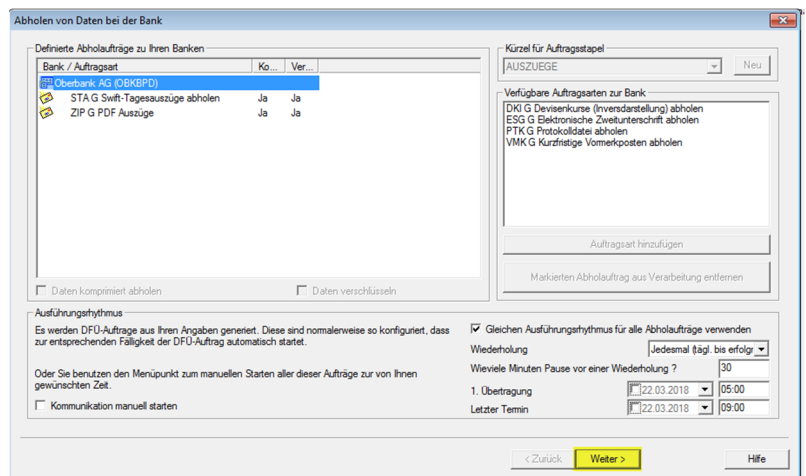 Abholen von Daten bei der Bank
Definierte Abholaufträge zu Ihren Banken
Bank / Auftragsart Ko... Ver...
Oberbank AG (OBKBPD)
STA G Swift-Tagesauszüge abholen Ja Ja
ZIP G PDF Auszüge Ja Ja
Daten komprimiert abholen
Daten verschlüsseln
Kürzel für Auftragsstapel
AUSZUEGE
Neu
Verfügbare Auftragsarten zur Bank
DKI G Devisenkurse (Inversdarstellung) abholen
ESG G Elektronische Zweitunterschrift abholen
PTK G Protokolldatei abholen
VMK G Kurzfristige Vormerkposten abholen
Auftragsart hinzufügen
Markierten Abholauftrag aus Verarbeitung entfernen
Ausführungsrhythmus
Es werden DFÜ-Aufträge aus Ihren Angaben generiert. Diese sind normalerweise so konfiguriert, dass
zur entsprechenden Fälligkeit der DFÜ-Auftrag automatisch startet.
Oder Sie benutzen den Menüpunkt zum manuellen Starten aller dieser Aufträge zur von Ihnen
gewünschten Zeit.
Kommunikation manuell starten
Gleichen Ausführungsrhythmus für alle Abholaufträge verwenden
Wiederholung Jedesmal (tägl. bis erfolgr
Wieviele Minuten Pause vor einer Wiederholung ? 30
1. Übertragung 22.03.2018 05:00
Letzter Termin 22.03.2018 09:00
< Zurück
Weiter >
Hilfe